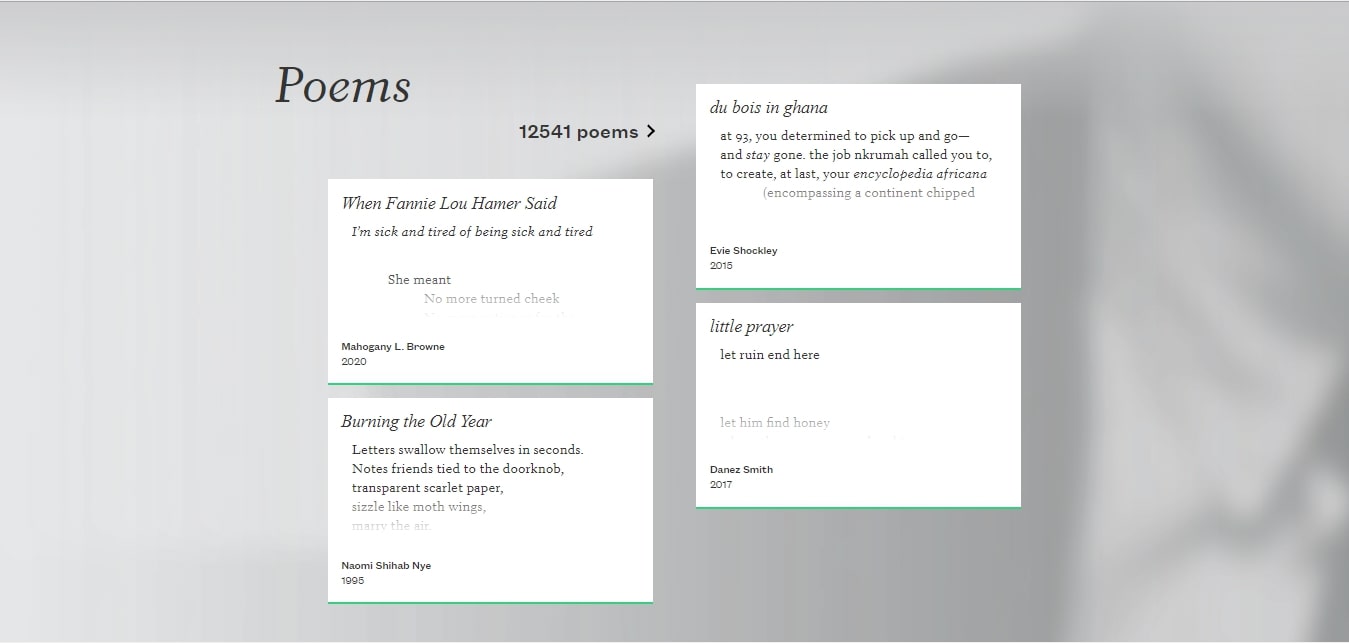 Poems
12541 poems
When Fannie Lou Hamer Said
I'm sick and tired of being sick and tired
She meant
No more turned cheek
Mahogany L. Browne
2020
Burning the Old Year
Letters swallow themselves in seconds.
Notes friends tied to the doorknob,
transparent scarlet paper,
sizzle like moth wings,
marry the air.
Naomi Shihab Nye
1995
du bois in ghana
at 93, you determined to pick up and go—
and stay gone. the job nkrumah called you to,
to create, at last, your encyclopedia africana
(encompassing a continent chipped
Evie Shockley
2015
little prayer
let ruin end here
let him find honey
Danez Smith
2017